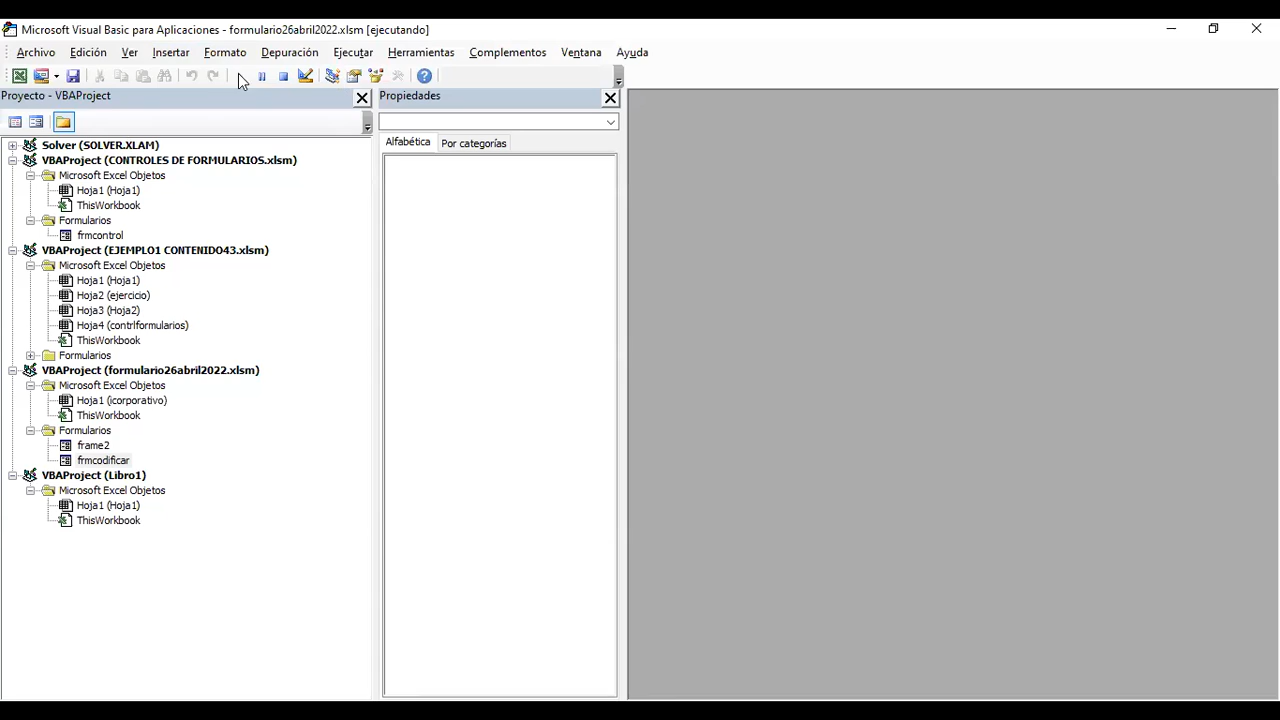 Microsoft Visual Basic para Aplicaciones - formulario26abril2022.xlsm [ejecutando]
Archivo Edición Ver Insertar Formato Depuración Ejecutar Herramientas Complementos Ventana Ayuda
Proyecto - VBAProject
Propiedades
Alfabética Por categorías
Solver (SOLVER.XLAM)
VBAProject (CONTROLES DE FORMULARIOS.xlsm)
Microsoft Excel Objetos
Hoja1 (Hoja1)
ThisWorkbook
Formularios
frmcontrol
VBAProject (EJEMPLO1 CONTENIDO43.xlsm)
Microsoft Excel Objetos
Hoja1 (Hoja1)
Hoja2 (ejercicio)
Hoja3 (Hoja2)
Hoja4 (contrlformularios)
ThisWorkbook
Formularios
VBAProject (formulario26abril2022.xlsm)
Microsoft Excel Objetos
Hoja1 (icorporativo)
ThisWorkbook
Formularios
frame2
frmcodificar
VBAProject (Libro1)
Microsoft Excel Objetos
Hoja1 (Hoja1)
ThisWorkbook